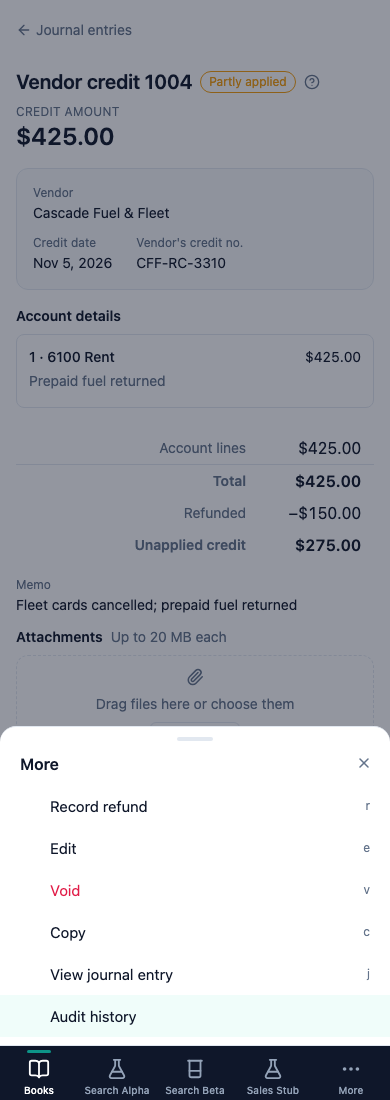 Journal entries
Vendor credit 1004 Partly applied ?
CREDIT AMOUNT
$425.00
Vendor
Cascade Fuel & Fleet
Credit date Vendor's credit no.
Nov 5, 2026 CFF-RC-3310
Account details
1 · 6100 Rent $425.00
Prepaid fuel returned
Account lines $425.00
Total $425.00
Refunded −$150.00
Unapplied credit $275.00
Memo
Fleet cards cancelled; prepaid fuel returned
Attachments Up to 20 MB each
Drag files here or choose them
More
Record refund r
Edit e
Void v
Copy c
View journal entry j
Audit history
Books Search Alpha Search Beta Sales Stub More